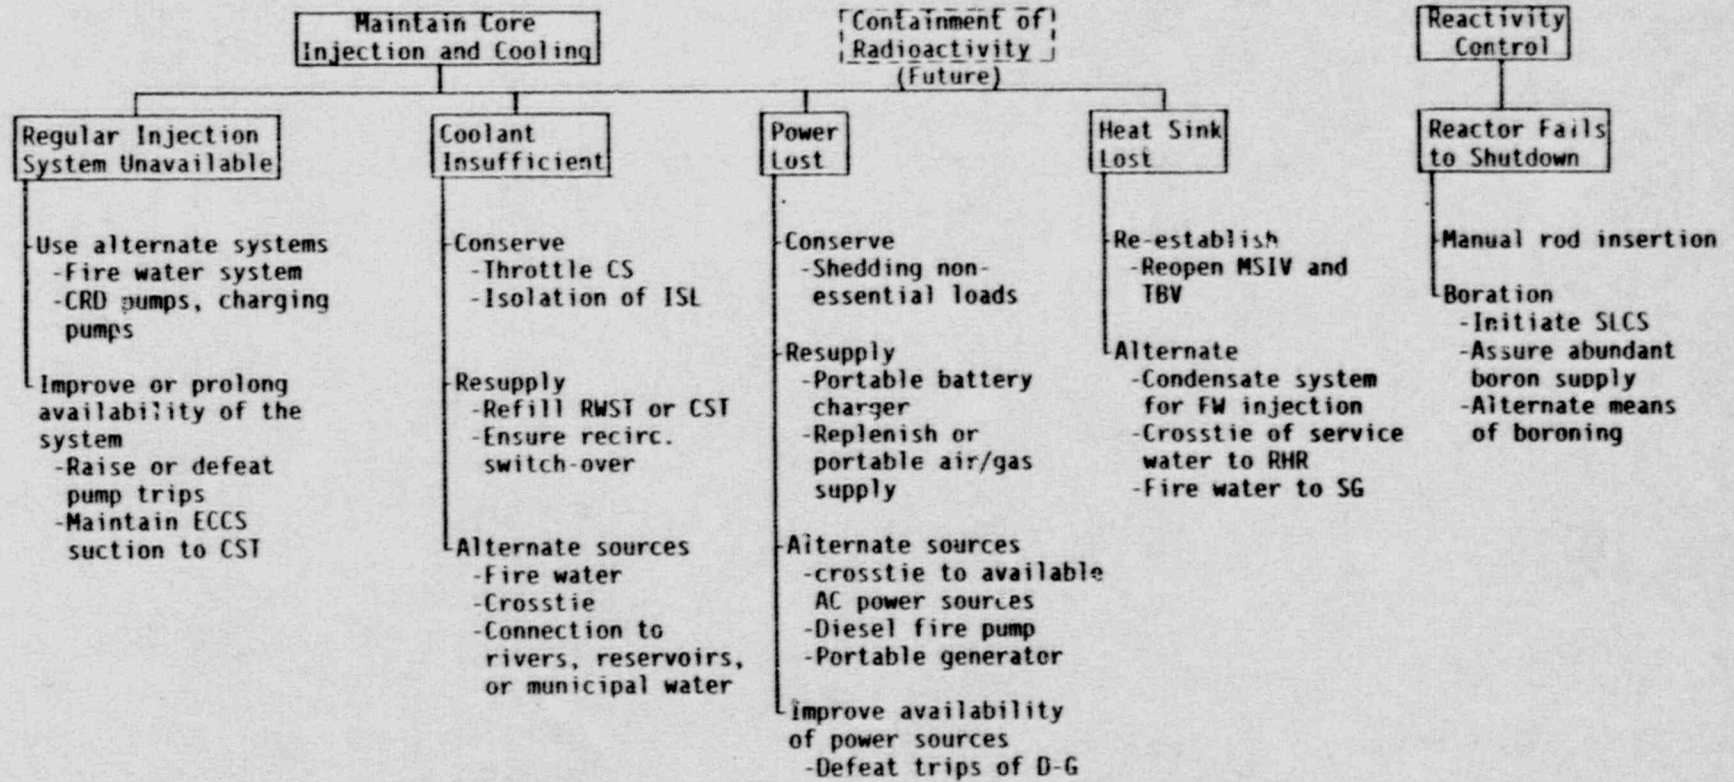 Maintain Core
Injection and Cooling
Containment of
Radioactivity
(Future)
Reactivity
Control
Regular Injection
System Unavailable
Use alternate systems
-Fire water system
-CRD pumps, charging
pumps
Improve or prolong
availability of the
system
-Raise or defeat
pump trips
-Maintain ECCS
suction to CST
Coolant
Insufficient
Conserve
-Throttle CS
-Isolation of ISL
Resupply
-Refill RWST or CST
-Ensure recirc.
switch-over
Alternate sources
-Fire water
-Crosstie
-Connection to
rivers, reservoirs,
or municipal water
Power
Lost
Conserve
-Shedding non-
essential loads
Resupply
-Portable battery
charger
-Replenish or
portable air/gas
supply
Alternate sources
-crosstie to available
AC power sources
-Diesel fire pump
-Portable generator
Improve availability
of power sources
-Defeat trips of D-G
Heat Sink
Lost
Re-establish
-Reopen MSIV and
TBV
Alternate
-Condensate system
for FW injection
-Crosstie of service
water to RHR
-Fire water to SG
Reactor Fails
to Shutdown
Manual rod insertion
Boration
-Initiate SLCS
-Assure abundant
boron supply
-Alternate means
of boroning